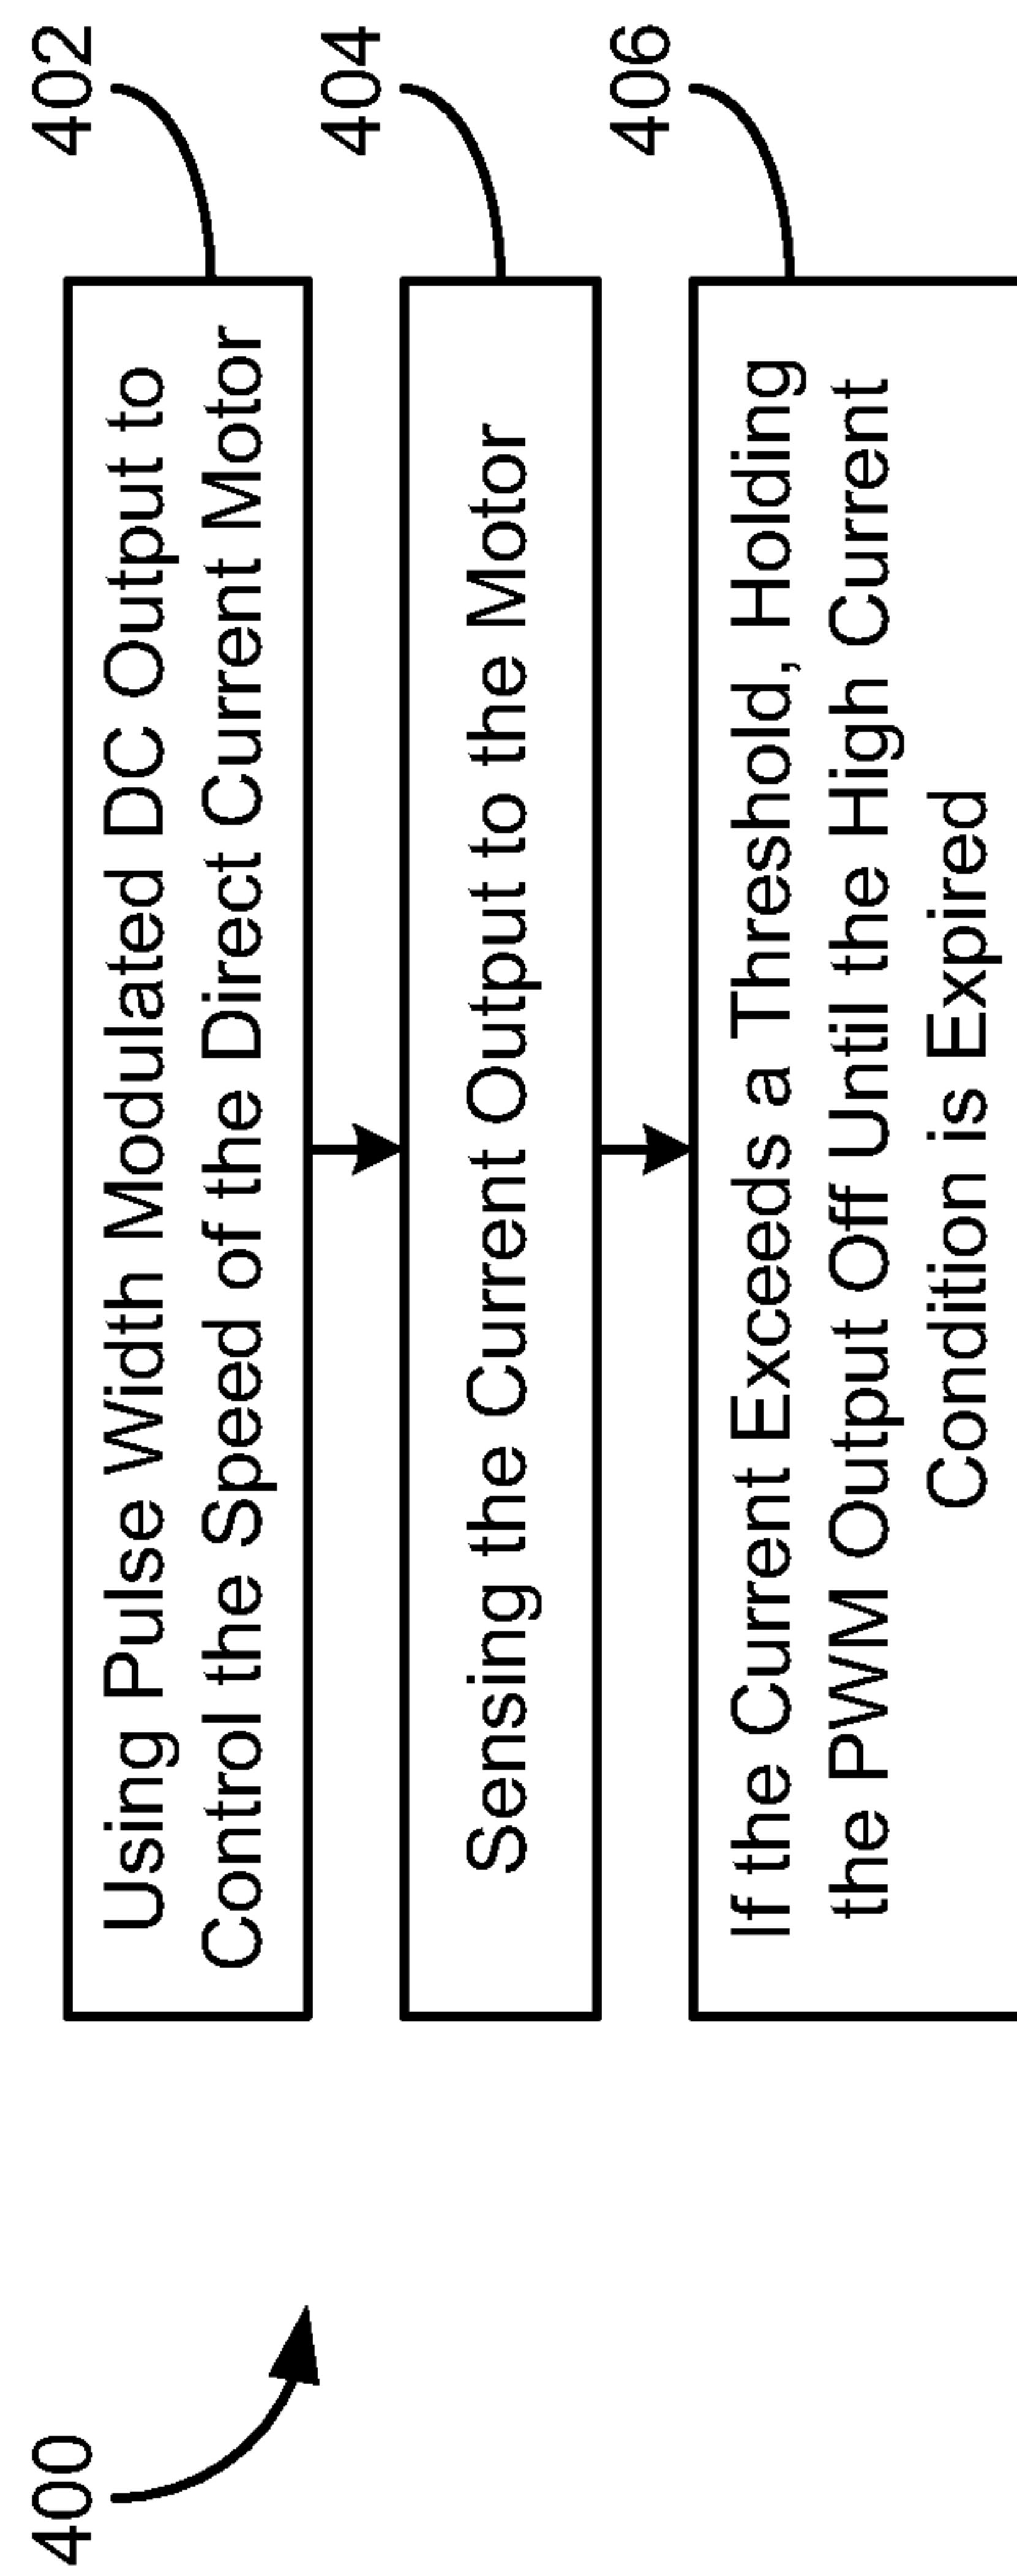 400
402
Using Pulse Width Modulated DC Output to
Control the Speed of the Direct Current Motor
404
Sensing the Current Output to the Motor
406
If the Current Exceeds a Threshold, Holding
the PWM Output Off Until the High Current
Condition is Expired